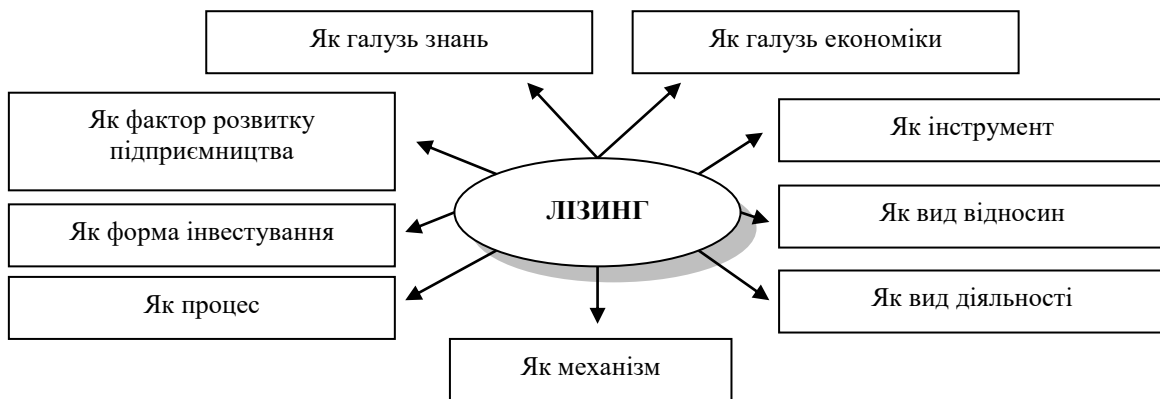 Як галузь знань
Як галузь економіки
Як фактор розвитку
підприємництва
Як інструмент
ЛІЗИНГ
Як вид відносин
Як форма інвестування
Як процес
Як вид діяльності
Як механізм